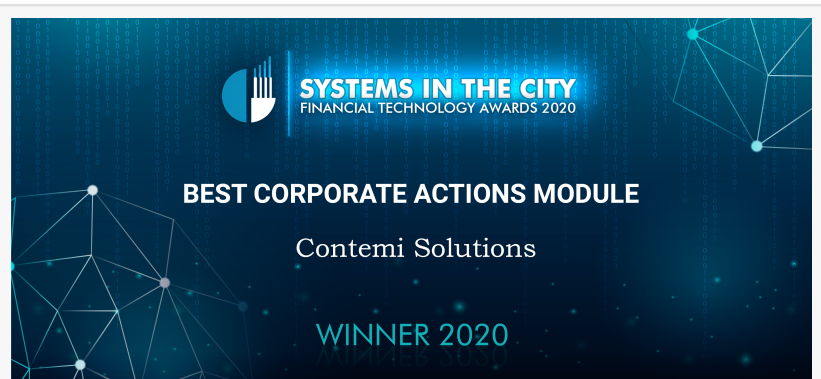 SYSTEMS IN THE CITY
FINANCIAL TECHNOLOGY AWARDS 2020
BEST CORPORATE ACTIONS MODULE
Contemi Solutions
WINNER 2020